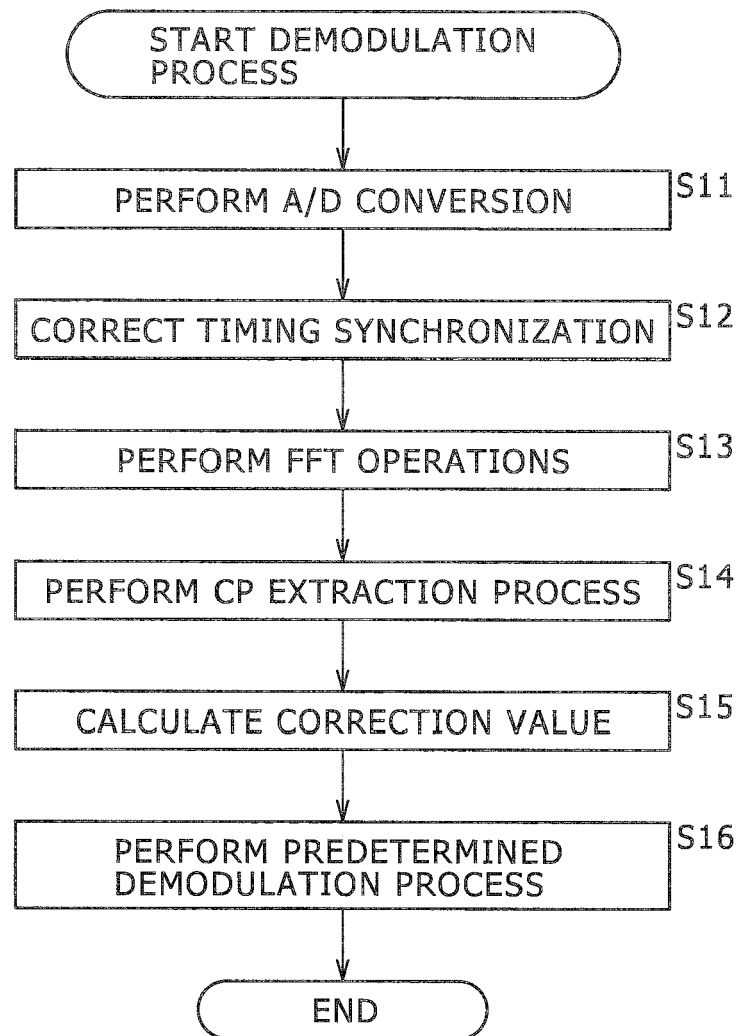 START DEMODULATION
PROCESS
S11
PERFORM A/D CONVERSION
S12
CORRECT TIMING SYNCHRONIZATION
S13
PERFORM FFT OPERATIONS
S14
PERFORM CP EXTRACTION PROCESS
S15
CALCULATE CORRECTION VALUE
S16
PERFORM PREDETERMINED
DEMODULATION PROCESS
END